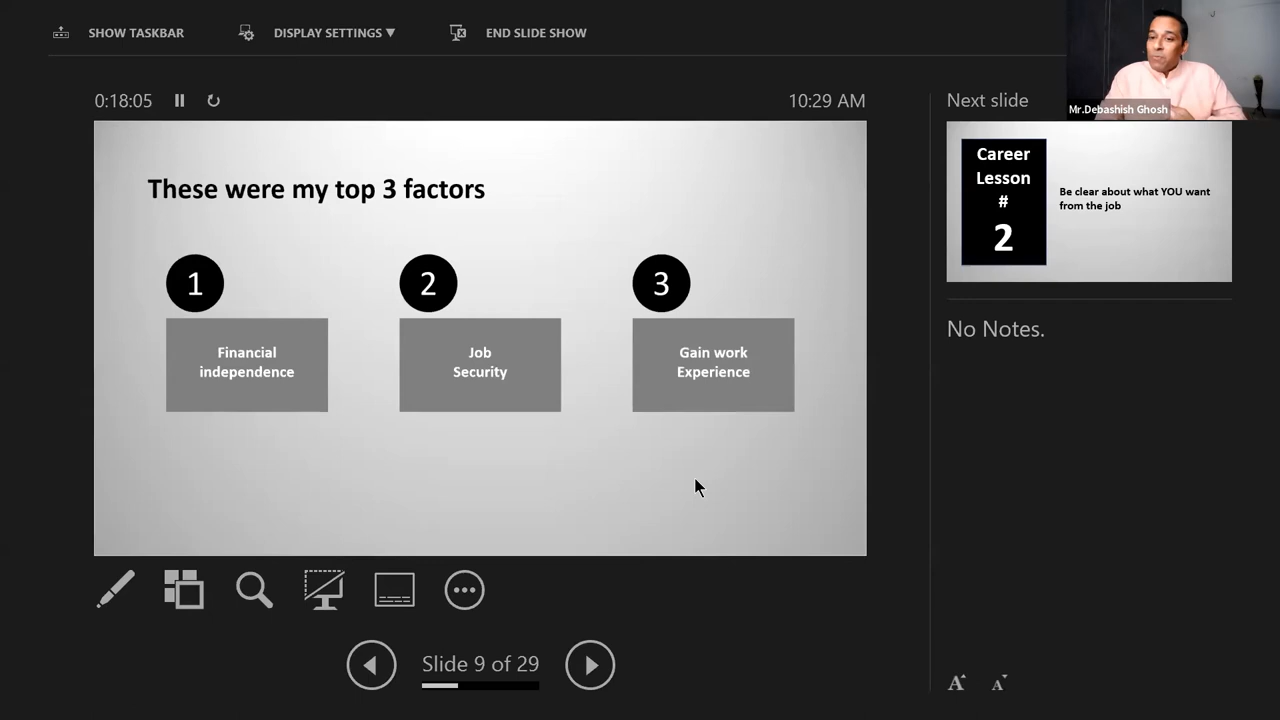 SHOW TASKBAR
DISPLAY SETTINGS ▼
END SLIDE SHOW
0:18:05
10:29 AM
These were my top 3 factors
1
Financial
independence
2
Job
Security
3
Gain work
Experience
Slide 9 of 29
Next slide
Mr.Debashish Ghosh
Career
Lesson
#
2
Be clear about what YOU want
from the job
No Notes.
A A